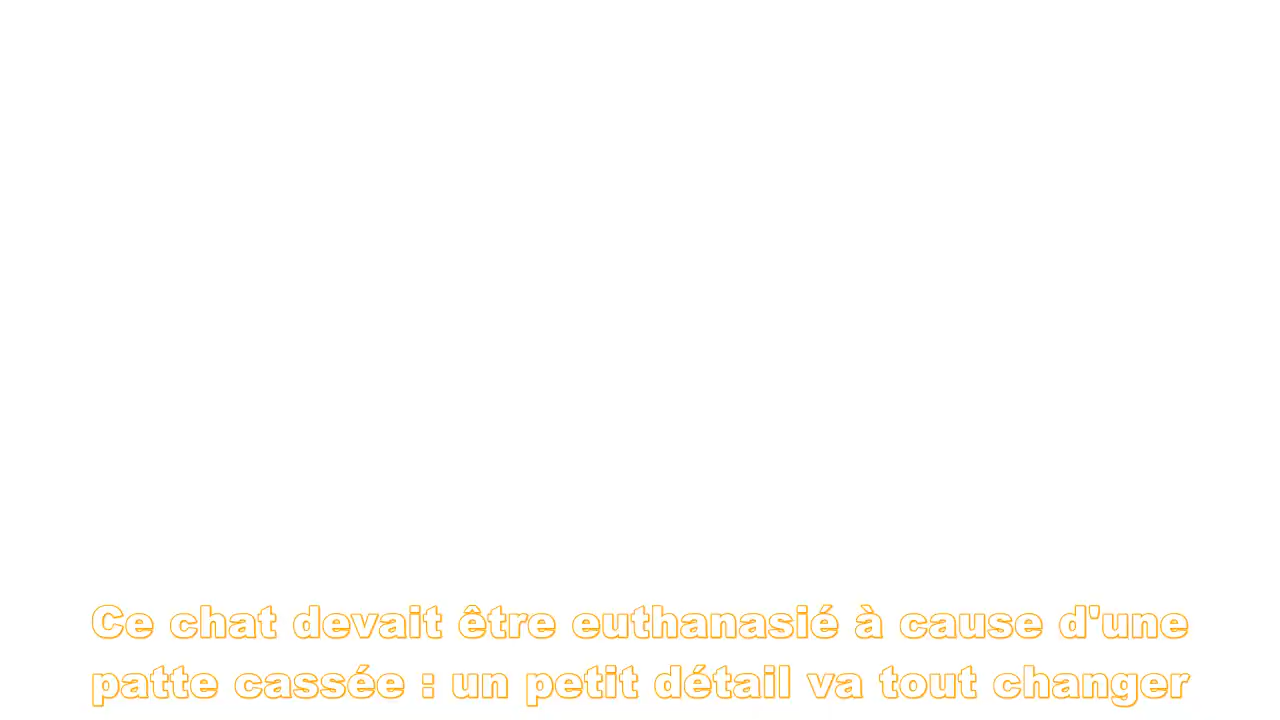 Ce chat devait être euthanasié à cause d'une
patte cassée : un petit détail va tout changer